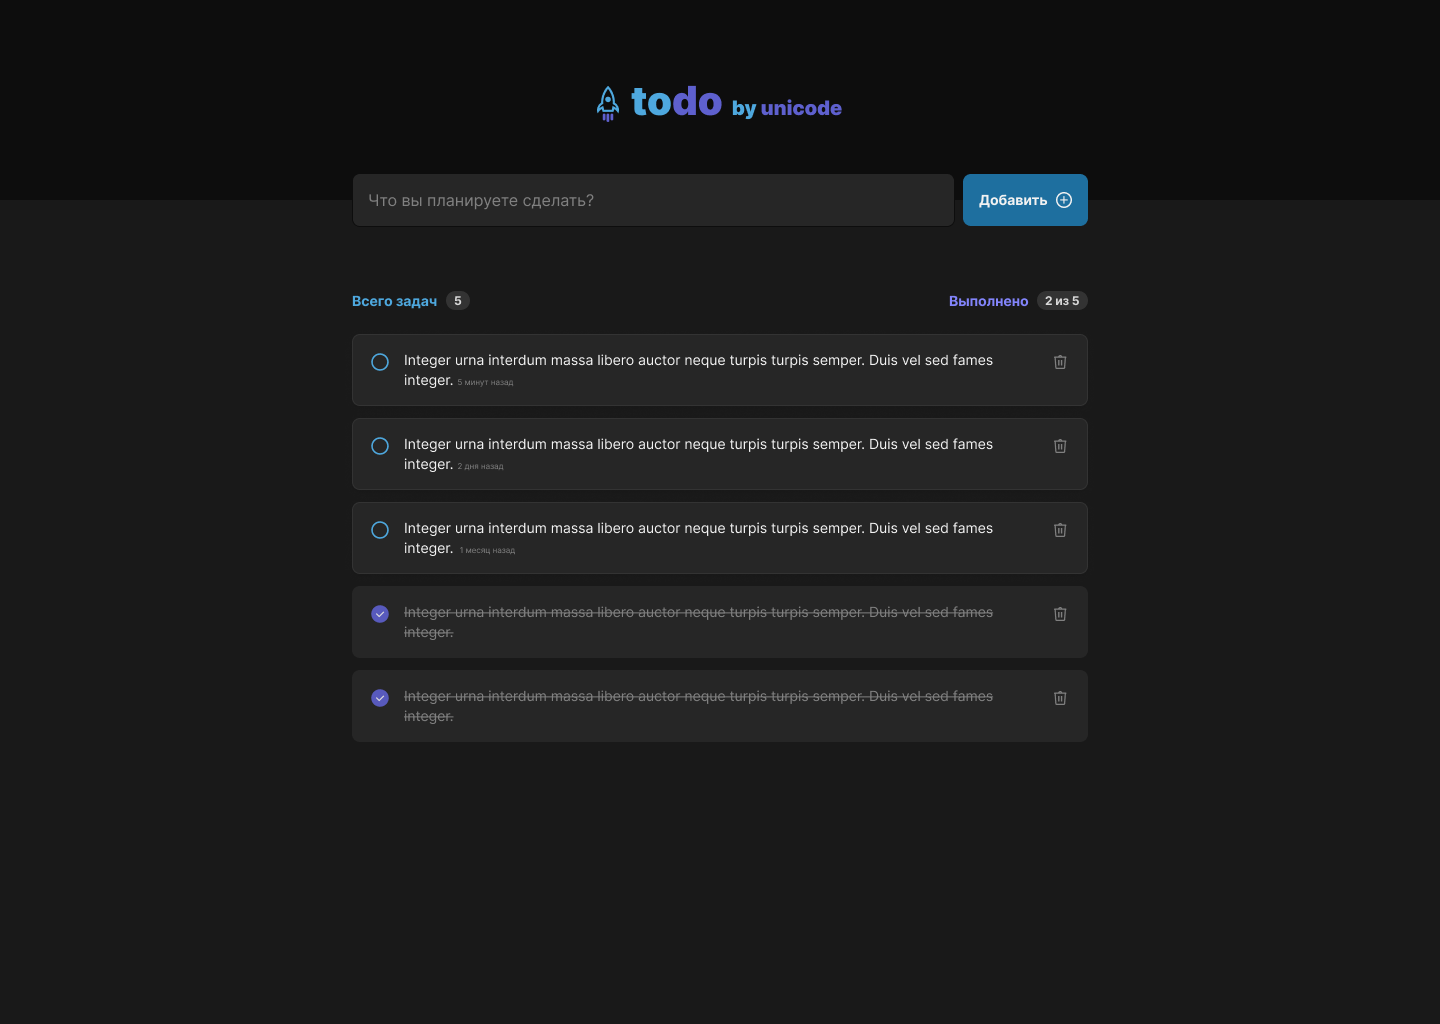 todo by unicode
Что вы планируете сделать?
Добавить
Всего задач 5
Выполнено 2 из 5
Integer urna interdum massa libero auctor neque turpis turpis semper. Duis vel sed fames
integer. 5 минут назад
Integer urna interdum massa libero auctor neque turpis turpis semper. Duis vel sed fames
integer. 2 дня назад
Integer urna interdum massa libero auctor neque turpis turpis semper. Duis vel sed fames
integer. 1 месяц назад
Integer urna interdum massa libero auctor neque turpis turpis semper. Duis vel sed fames
integer.
Integer urna interdum massa libero auctor neque turpis turpis semper. Duis vel sed fames
integer.